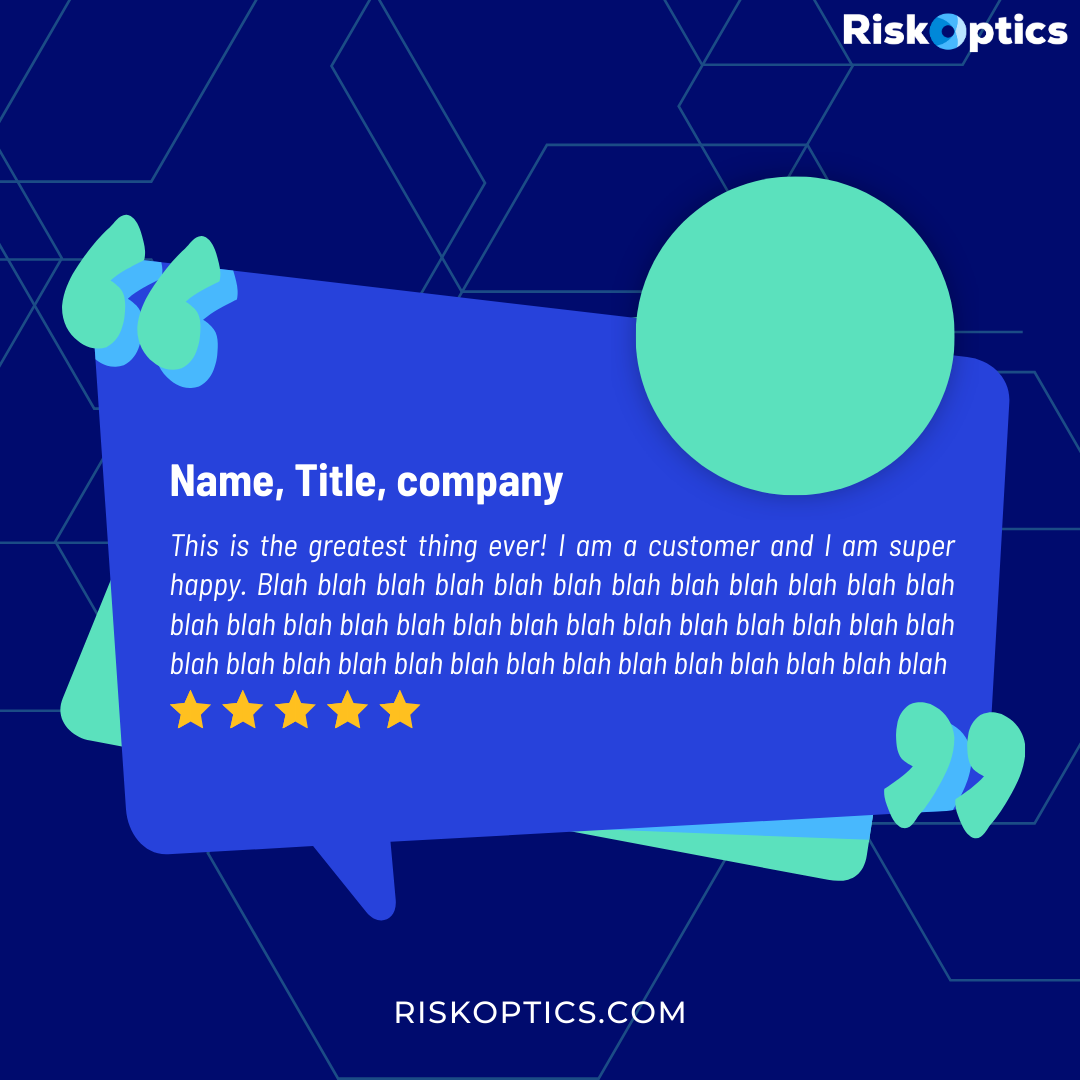 RiskOptics
Name, Title, company
This is the greatest thing ever! I am a customer and I am super
happy. Blah blah blah blah blah blah blah blah blah blah blah blah
blah blah blah blah blah blah blah blah blah blah blah blah blah blah
blah blah blah blah blah blah blah blah blah blah blah blah blah blah
RISKOPTICS.COM